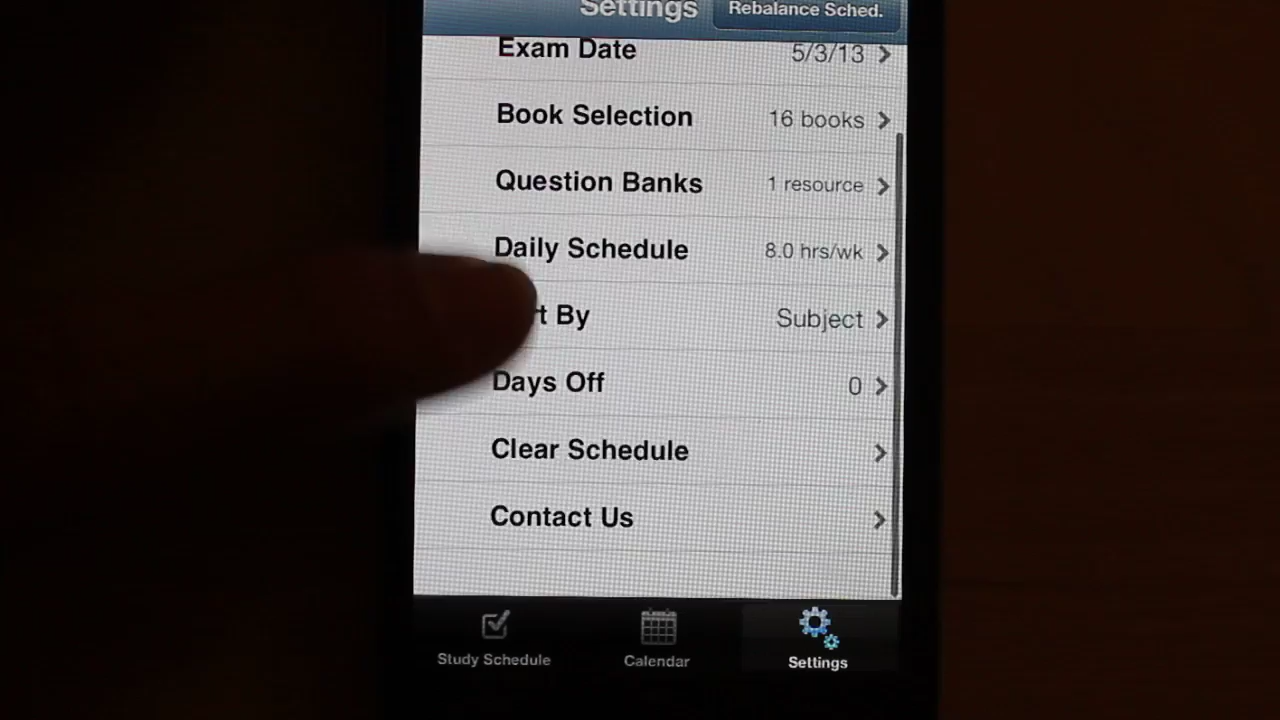 Settings
Rebalance Sched.
Exam Date 5/3/13
Book Selection 16 books
Question Banks 1 resource
Daily Schedule 8.0 hrs/wk
By Subject
Days Off 0
Clear Schedule
Contact Us
Study Schedule
Calendar
Settings